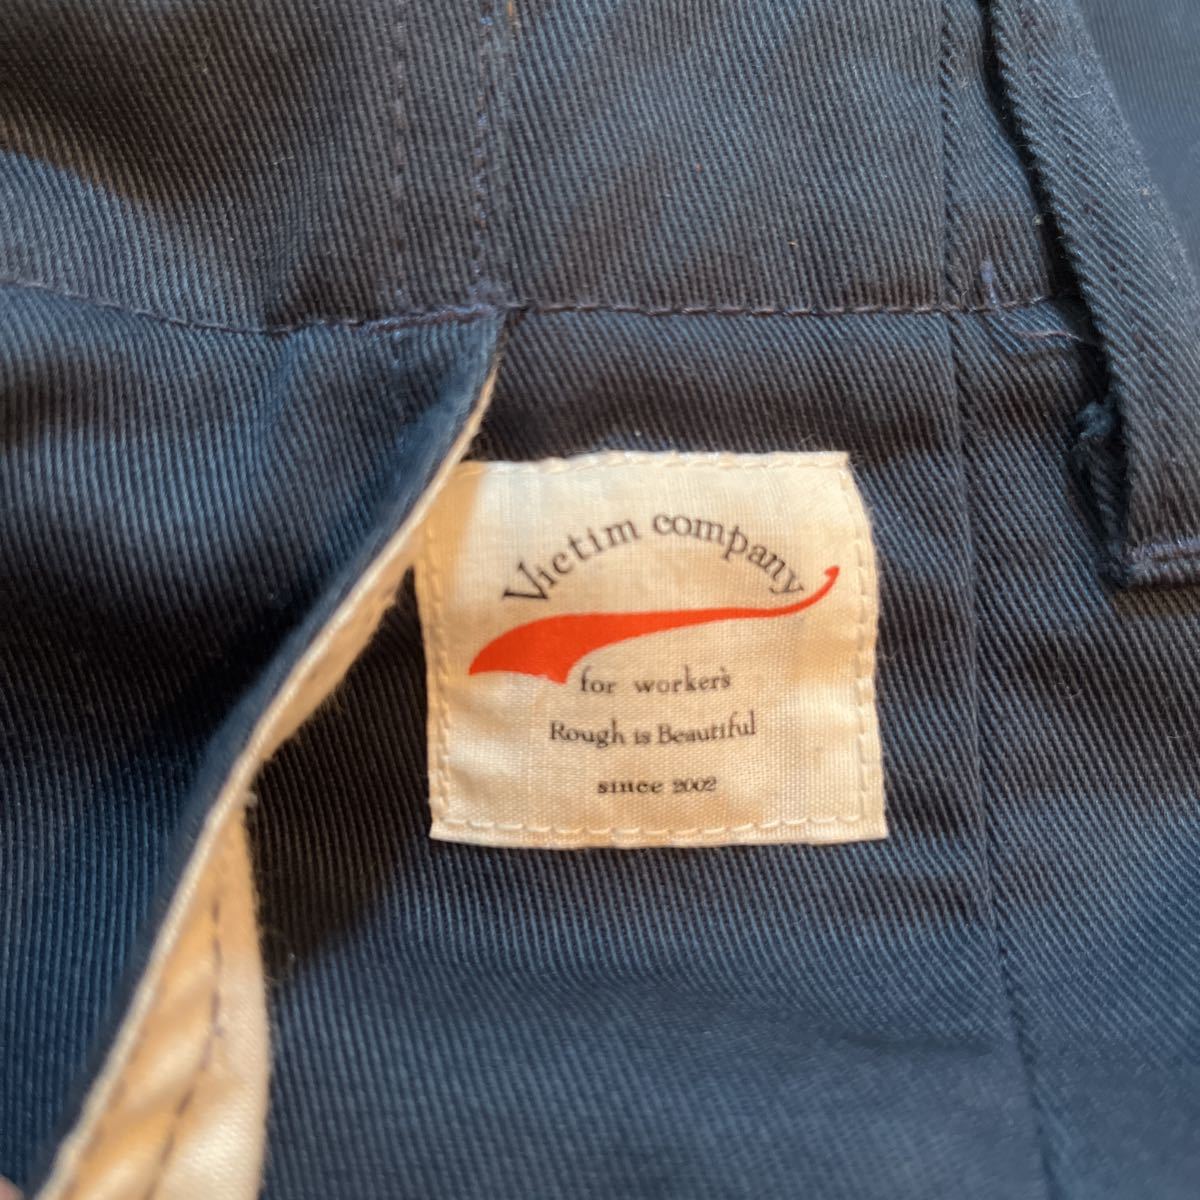 Victim company
for worker's
Rough is Beautiful
since 2002